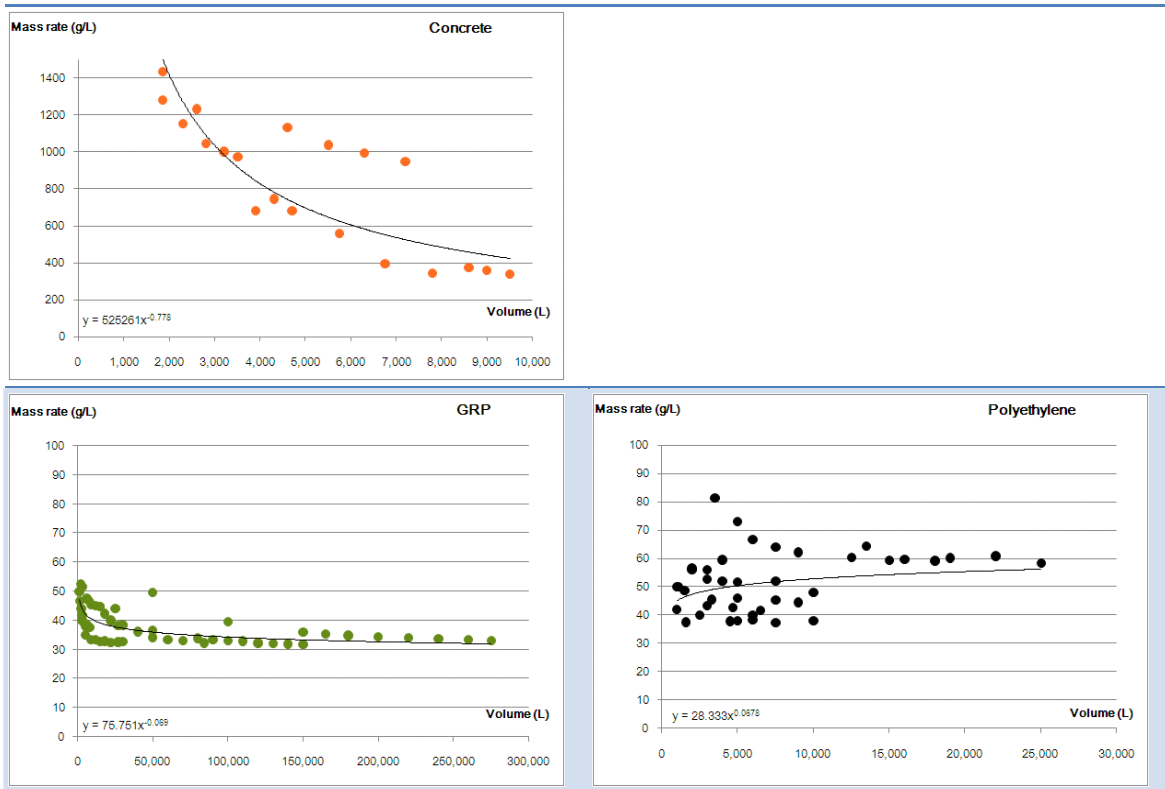 Mass rate (g/L) Concrete
1400
1200
1000
800
600
400
200
Volume (L)
y = 525261x^-0.778
0
0 1,000 2,000 3,000 4,000 5,000 6,000 7,000 8,000 9,000 10,000
Mass rate (g/L) GRP
100
90
80
70
60
50
40
30
20
10
Volume (L)
y = 75.751x^-0.069
0
0 50,000 100,000 150,000 200,000 250,000 300,000
Mass rate (g/L) Polyethylene
100
90
80
70
60
50
40
30
20
10
Volume (L)
y = 28.333x^0.0678
0
0 5,000 10,000 15,000 20,000 25,000 30,000